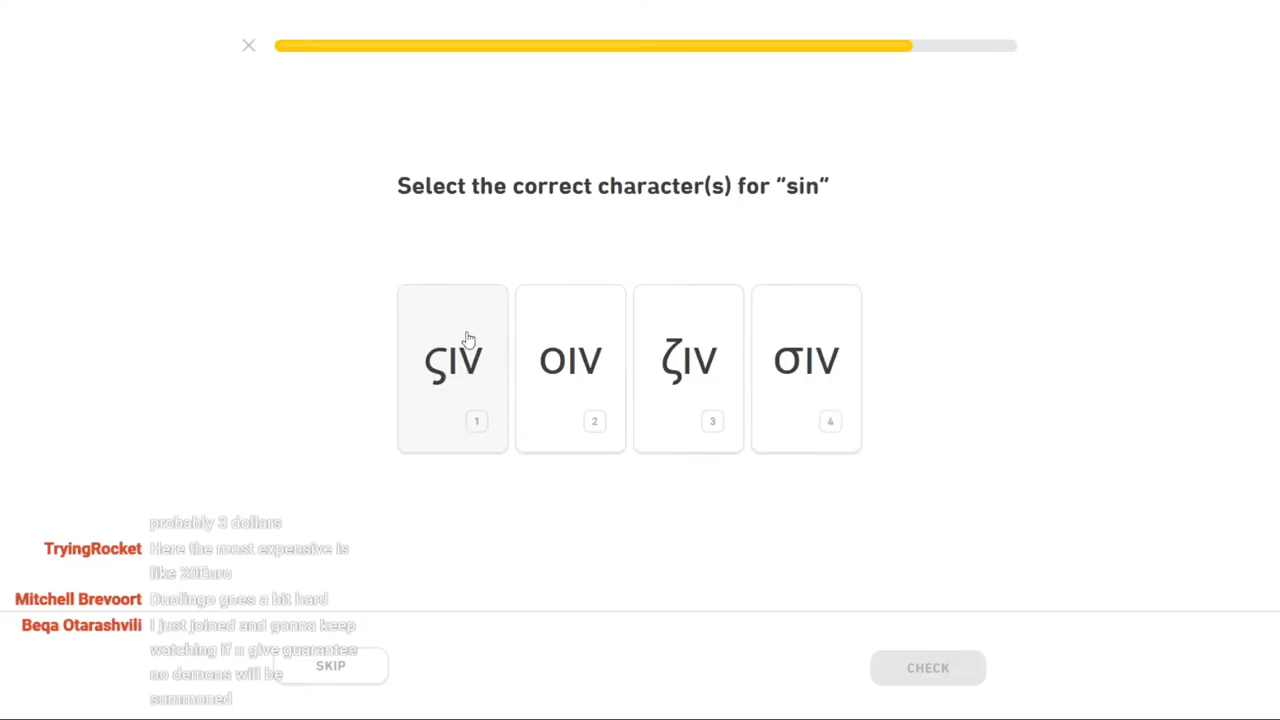 Select the correct character(s) for "sin"
ςιν
οιν
ζιν
σιν
1
2
3
4
probably 3 dollars
TryingRocket Here the most expensive is
like 20Euro
Mitchell Brevoort Duolingo goes a bit hard
Beqa Otarashvili I just joined and gonna keep
watching if u give guarantee
no demons will be
summoned
SKIP
CHECK